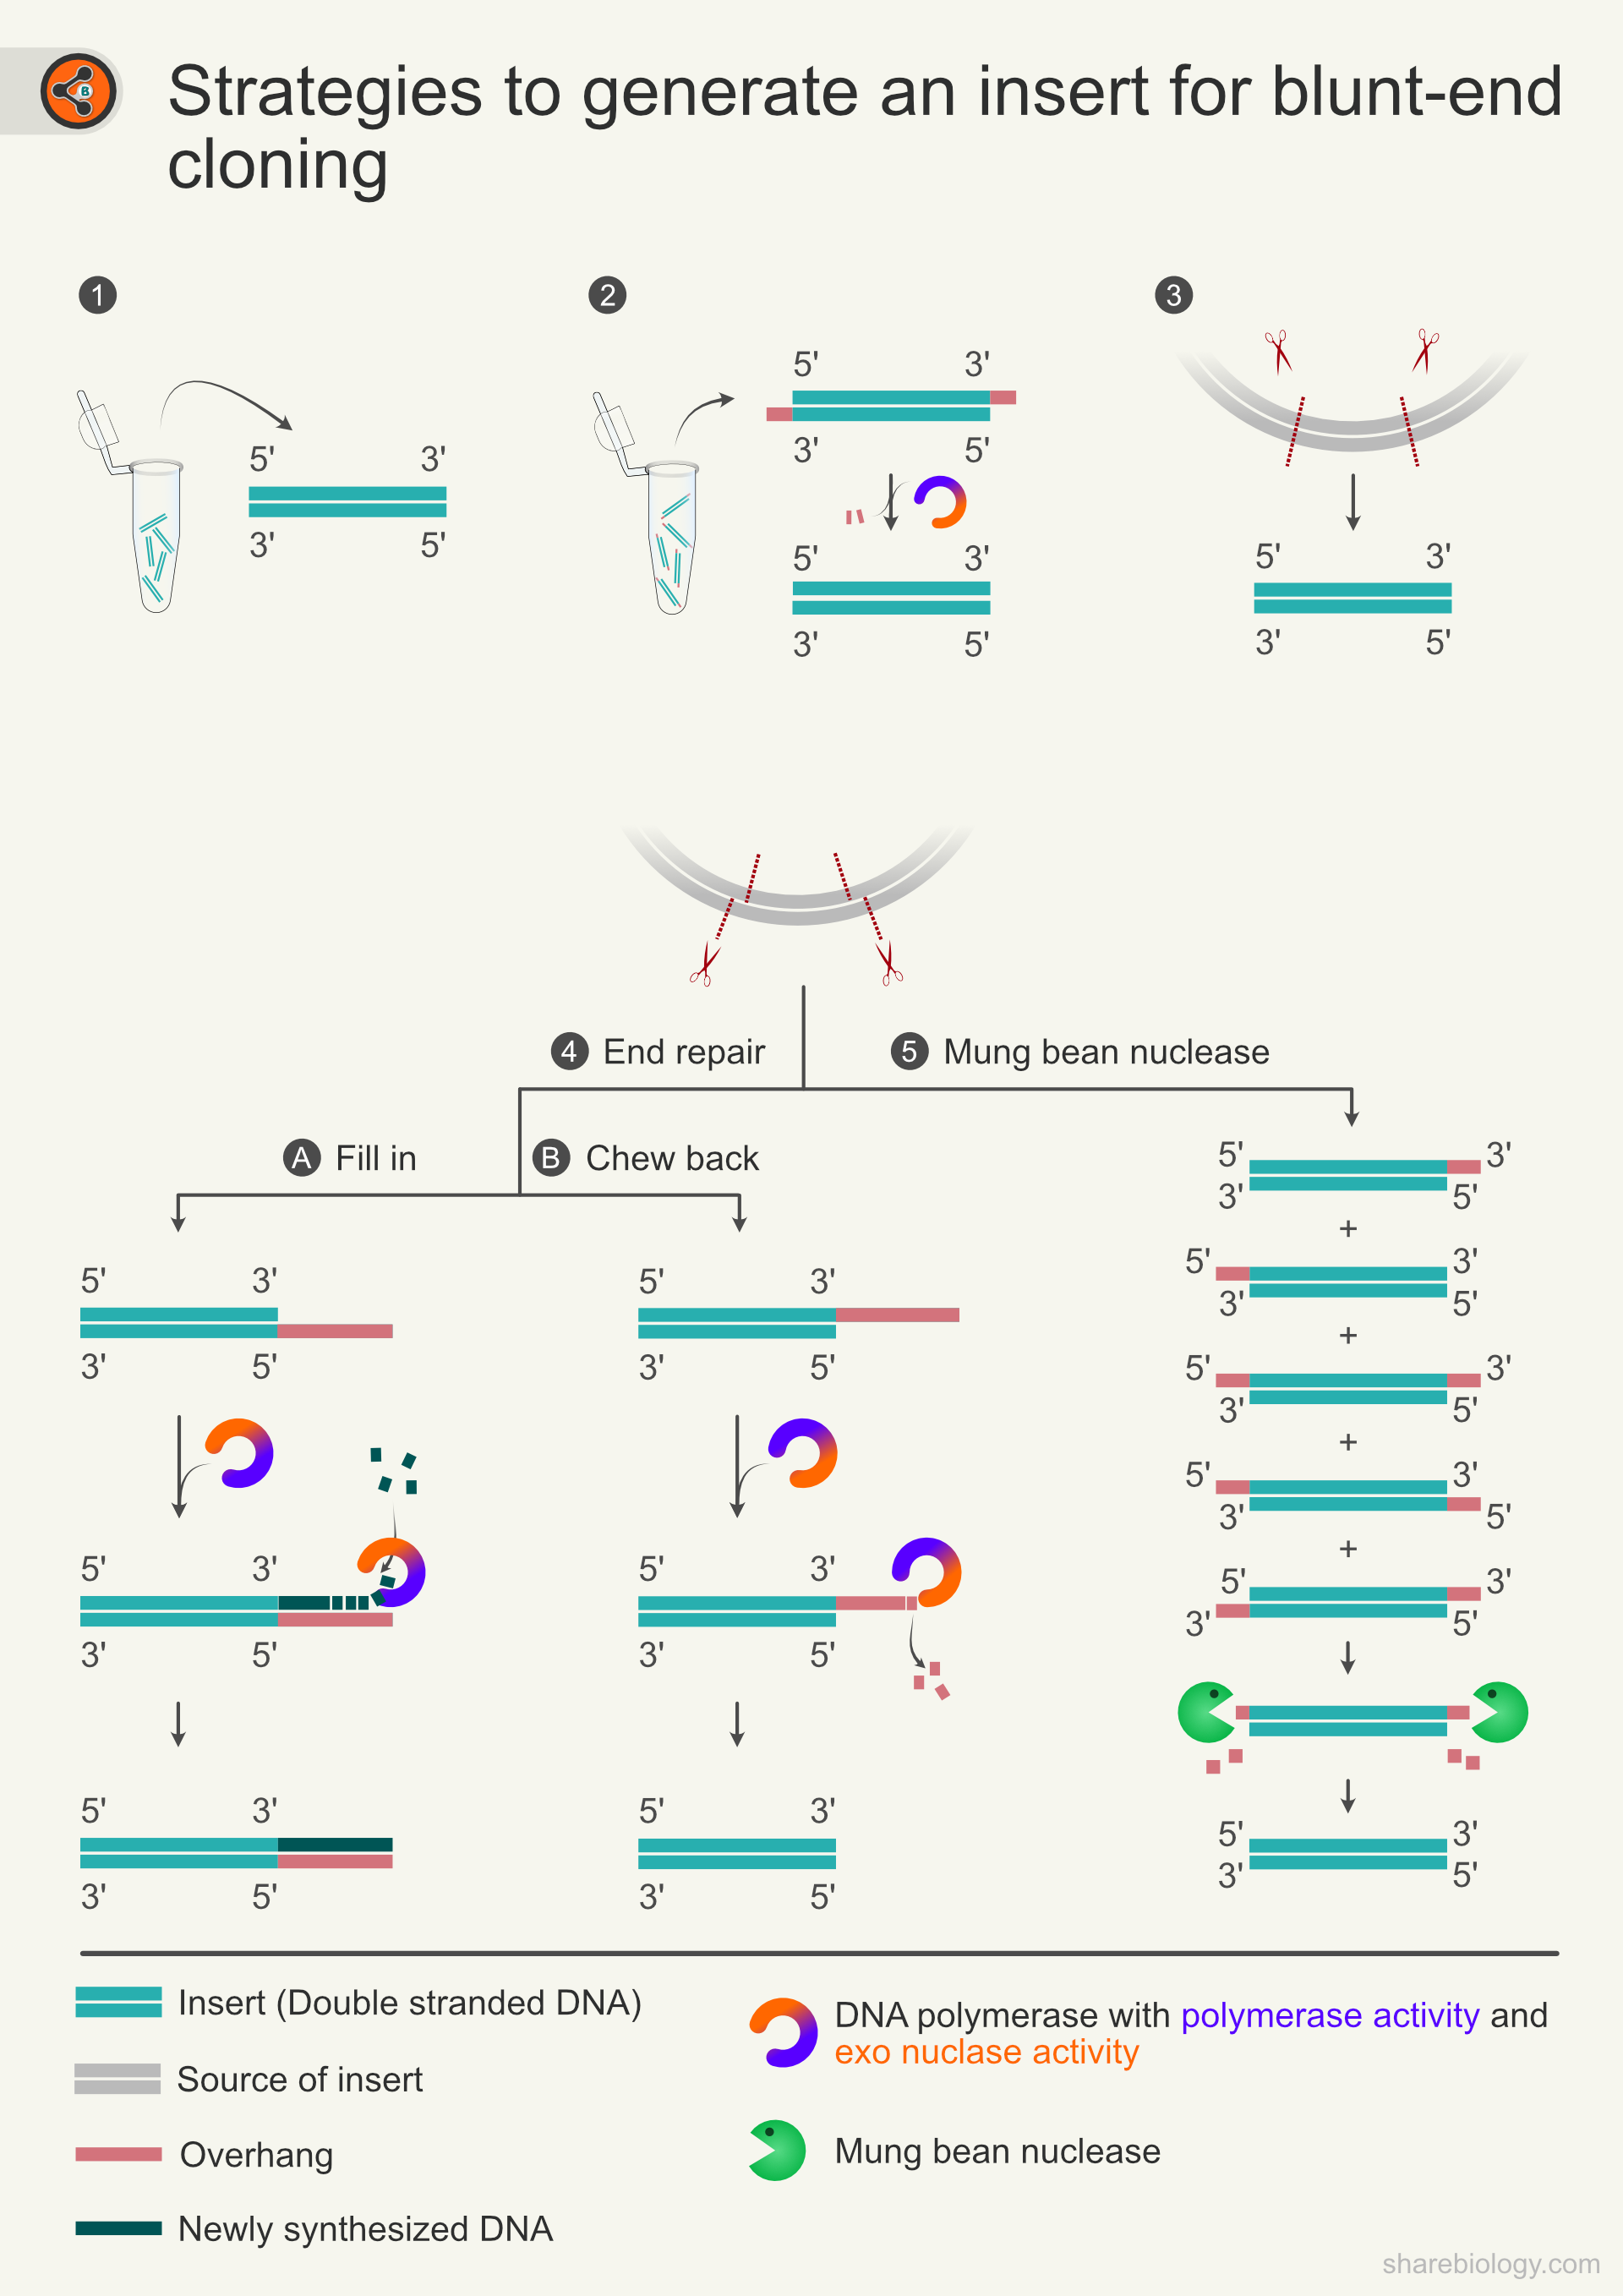 B
Strategies to generate an insert for blunt-end
cloning
1
2
3
5' 3'
3' 5'
5' 3'
3' 5'
5' 3'
3' 5'
5' 3'
3' 5'
4 End repair
5 Mung bean nuclease
A Fill in
B Chew back
5' 3'
3' 5'
5' 3'
3' 5'
5' 3'
3' 5'
5' 3'
3' 5'
5' 3'
3' 5'
5' 3'
3' 5'
5' 3'
3' 5'
+
5' 3'
3' 5'
+
5' 3'
3' 5'
+
5' 3'
3' 5'
+
5' 3'
3' 5'
5' 3'
3' 5'
Insert (Double stranded DNA)
Source of insert
Overhang
Newly synthesized DNA
DNA polymerase with polymerase activity and
exo nuclase activity
Mung bean nuclease
sharebiology.com